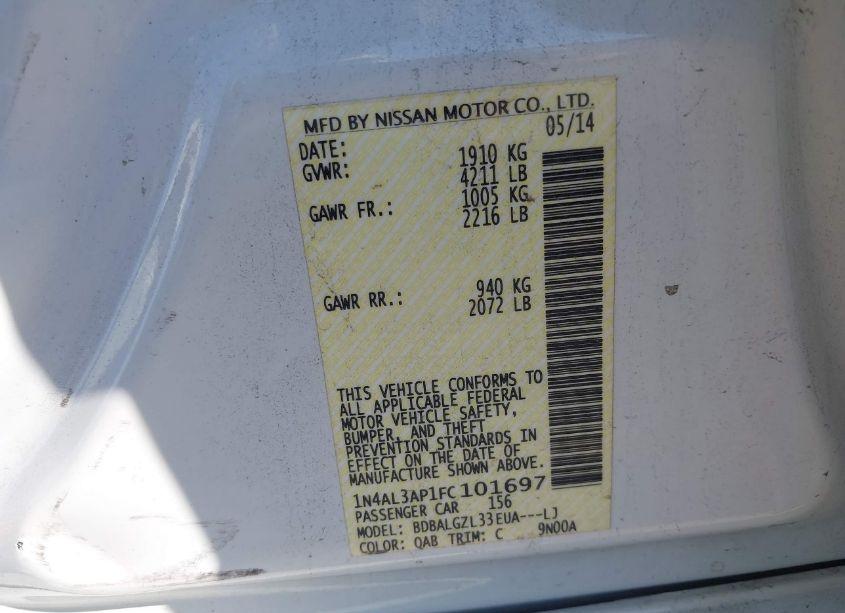 MFD BY NISSAN MOTOR CO., LTD.
DATE: 05/14
GVWR: 1910 KG
4211 LB
GAWR FR.: 1005 KG
2216 LB
GAWR RR.: 940 KG
2072 LB
THIS VEHICLE CONFORMS TO
ALL APPLICABLE FEDERAL
MOTOR VEHICLE SAFETY,
BUMPER, AND THEFT
PREVENTION STANDARDS IN
EFFECT ON THE DATE OF
MANUFACTURE SHOWN ABOVE.
1N4AL3AP1FC101697
PASSENGER CAR 156
MODEL: BDBALGZL33EUA---LJ
COLOR: QAB TRIM: C 9N00A